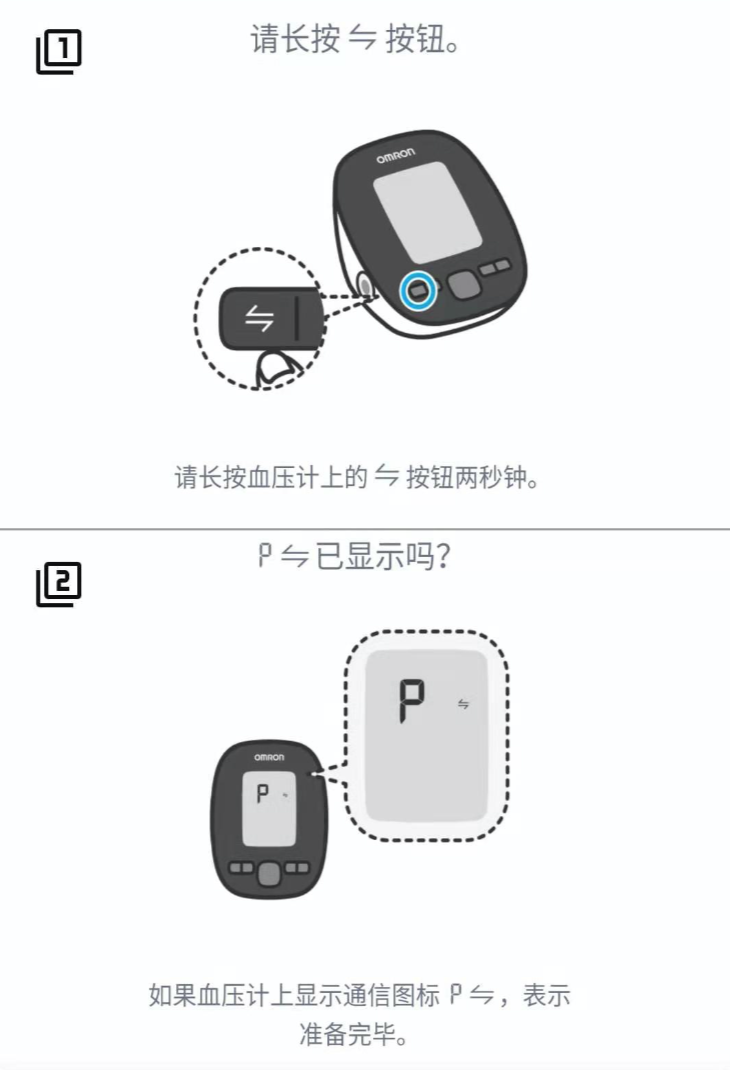 1
请长按 ⇋ 按钮。
OMRON
⇋
请长按血压计上的 ⇋ 按钮两秒钟。
2
P ⇋ 已显示吗？
P ⇋
OMRON
P ⇋
如果血压计上显示通信图标 P ⇋，表示
准备完毕。